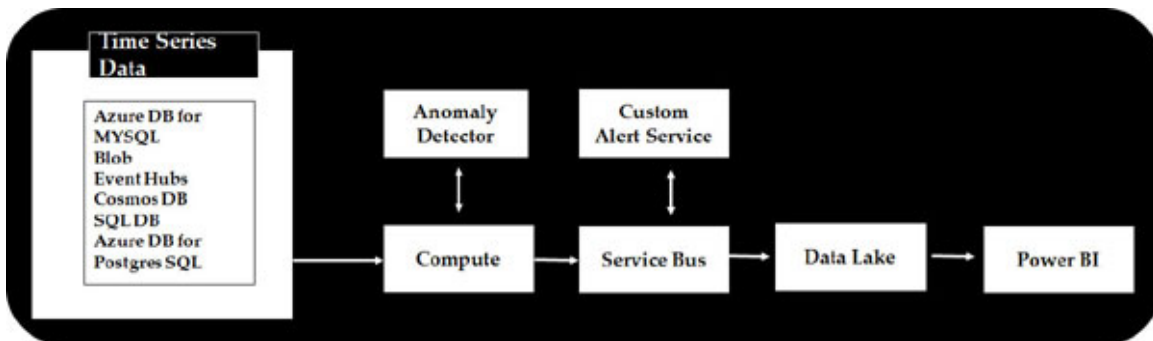 Time Series
Data
Azure DB for
MYSQL
Blob
Event Hubs
Cosmos DB
SQL DB
Azure DB for
Postgres SQL
Anomaly
Detector
Custom
Alert Service
Compute
Service Bus
Data Lake
Power BI